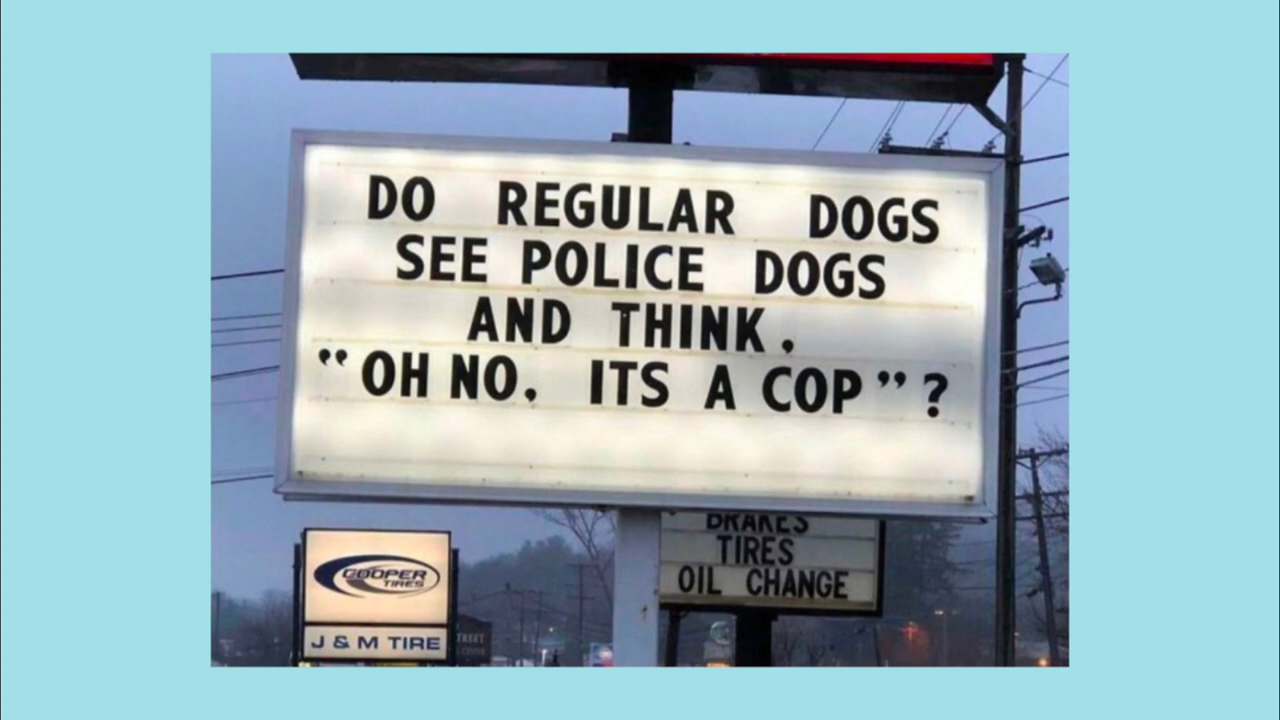 DO REGULAR DOGS
SEE POLICE DOGS
AND THINK.
“OH NO. ITS A COP”?
BRAKES
TIRES
OIL CHANGE
COOPER
TIRES
J & M TIRE